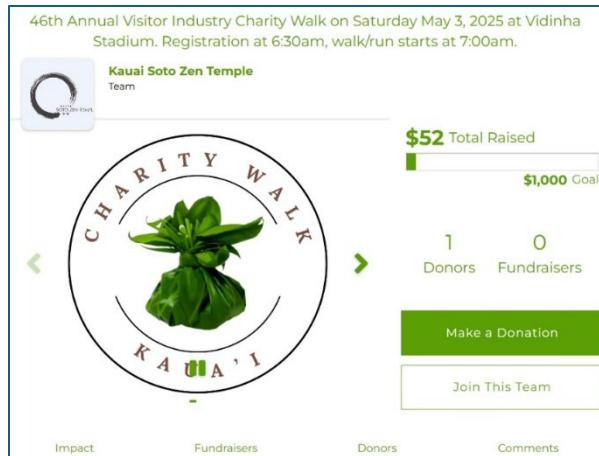 46th Annual Visitor Industry Charity Walk on Saturday May 3, 2025 at Vidinha
Stadium. Registration at 6:30am, walk/run starts at 7:00am.
Kauai Soto Zen Temple
Team
$52 Total Raised
$1,000 Goal
CHARITY WALK
KAUA'I
1
Donors
0
Fundraisers
Make a Donation
Join This Team
Impact
Fundraisers
Donors
Comments